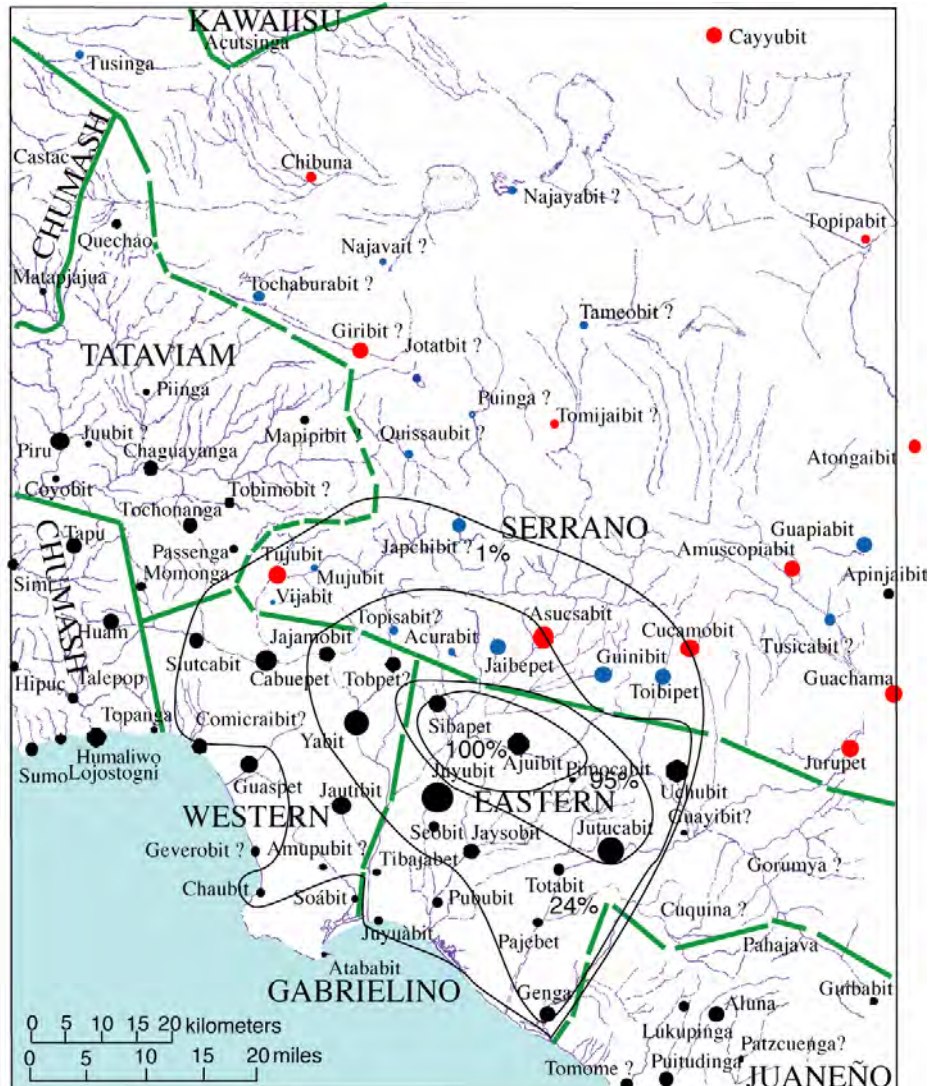 KAWAIISU
Acutsinga
Cayyubit
Tusinga
CHUMASH
Castac
Chibuna
Najayabit ?
Quechao
Topipabit
Najavait ?
Matapjajua
Tochaburabit ?
Tameobit ?
Giribit ?
Jotatbit ?
TATAVIAM
Piinga
Puinga ?
Tomijaibit ?
Juubit ?
Mapipibit ?
Quissaubit ?
Piru
Chaguayanga
Atongaibit
Coyobit
Tobimobit ?
Tochonanga
SERRANO
Guapiabit
Tapu
Passenga
Tujubit
Japchibit ?
1%
Amuscopiabit
Simi
Momonga
Mujubit
Apinjaibit
CHUMASH
Vijabit
Huam
Topisabit?
Asucsabit
Jajamobit
Acurabit
Cucamobit
Tusicabit ?
Siutcabit
Cabuepet
Tobpet?
Jaibepet
Guinibit
Toibipet
Hipuc
Talepop
Guachama
Topanga
Comicraibit?
Sibapet
Humaliwo
Yabit
100%
Ajuibit
Sumo
Lojostogni
Juyubit
Pimocabit
95%
Jurupet
Guaspet
Uchubit
Jautibit
EASTERN
WESTERN
Seobit
Jaysobit
Jutucabit
Guayibit?
Geverobit ?
Amupubit ?
Tibajabet
Gorumya ?
Chaubit
Soábit
Pububit
Totabit
24%
Cuquina ?
Juyuàbit
Pajebet
Pahajava
Atababit
GABRIELINO
Genga
Guibabit
Aluna
Lukupinga
Patzcuenga?
Tomome ?
Puitudinga
JUANEÑO
0 5 10 15 20 kilometers
0 5 10 15 20 miles